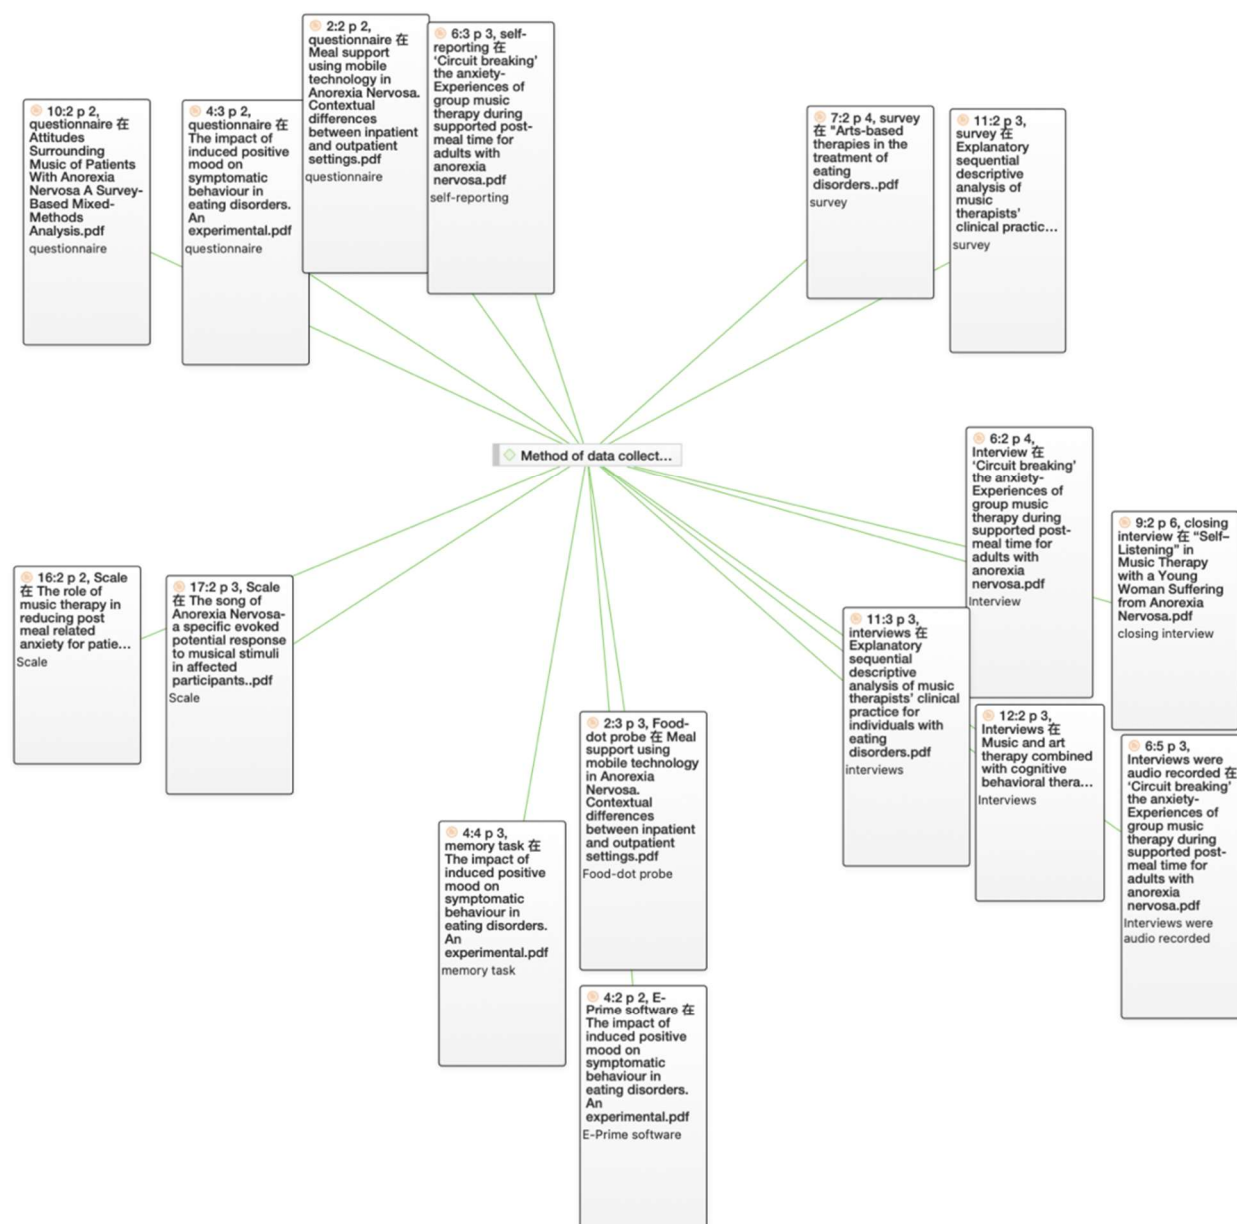 2:2 p 2,
questionnaire 在
Meal support
using mobile
technology in
Anorexia Nervosa.
Contextual
differences
between inpatient
and outpatient
settings.pdf
questionnaire
6:3 p 3, self-
reporting 在
‘Circuit breaking’
the anxiety-
Experiences of
group music
therapy during
supported post-
meal time for
adults with
anorexia
nervosa.pdf
self-reporting
10:2 p 2,
questionnaire 在
Attitudes
Surrounding
Music of Patients
With Anorexia
Nervosa A Survey-
Based Mixed-
Methods
Analysis.pdf
questionnaire
4:3 p 2,
questionnaire 在
The impact of
induced positive
mood on
symptomatic
behaviour in
eating disorders.
An
experimental.pdf
questionnaire
7:2 p 4, survey
在 "Arts-based
therapies in the
treatment of
eating
disorders..pdf
survey
11:2 p 3,
survey 在
Explanatory
sequential
descriptive
analysis of
music
therapists’
clinical practic...
survey
Method of data collect...
6:2 p 4,
Interview 在
‘Circuit breaking’
the anxiety-
Experiences of
group music
therapy during
supported post-
meal time for
adults with
anorexia
nervosa.pdf
Interview
9:2 p 6, closing
interview 在 “Self–
Listening” in
Music Therapy
with a Young
Woman Suffering
from Anorexia
Nervosa.pdf
closing interview
16:2 p 2, Scale
在 The role of
music therapy in
reducing post
meal related
anxiety for patie...
Scale
17:2 p 3, Scale
在 The song of
Anorexia Nervosa-
a specific evoked
potential response
to musical stimuli
in affected
participants..pdf
Scale
11:3 p 3,
interviews 在
Explanatory
sequential
descriptive
analysis of music
therapists’ clinical
practice for
individuals with
eating
disorders.pdf
interviews
12:2 p 3,
Interviews 在
Music and art
therapy combined
with cognitive
behavioral thera...
Interviews
6:5 p 3,
Interviews were
audio recorded 在
‘Circuit breaking’
the anxiety-
Experiences of
group music
therapy during
supported post-
meal time for
adults with
anorexia
nervosa.pdf
Interviews were
audio recorded
2:3 p 3, Food-
dot probe 在 Meal
support using
mobile technology
in Anorexia
Nervosa.
Contextual
differences
between inpatient
and outpatient
settings.pdf
Food-dot probe
4:4 p 3,
memory task 在
The impact of
induced positive
mood on
symptomatic
behaviour in
eating disorders.
An
experimental.pdf
memory task
4:2 p 2, E-
Prime software 在
The impact of
induced positive
mood on
symptomatic
behaviour in
eating disorders.
An
experimental.pdf
E-Prime software